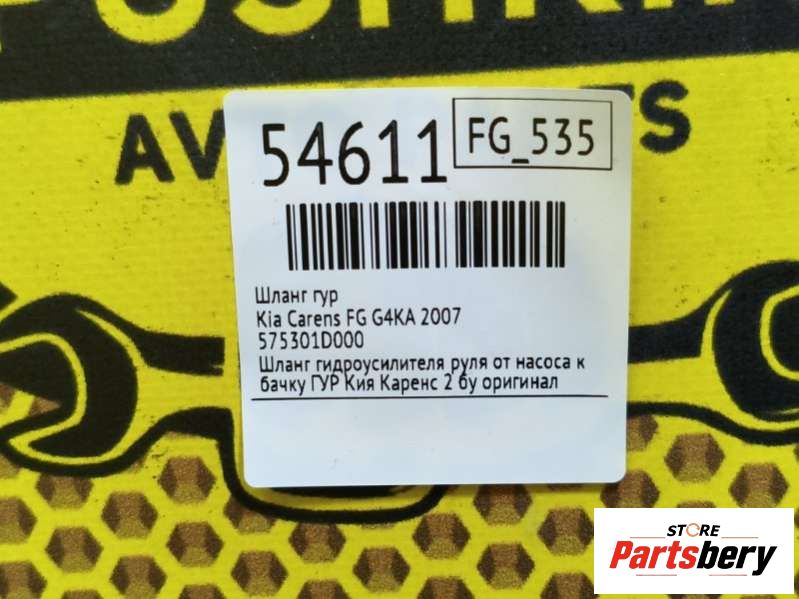 54611
FG_535
Шланг гур
Kia Carens FG G4KA 2007
575301D000
Шланг гидроусилителя руля от насоса к
бачку ГУР Кия Каренс 2 бу оригинал
STORE
Partsbery